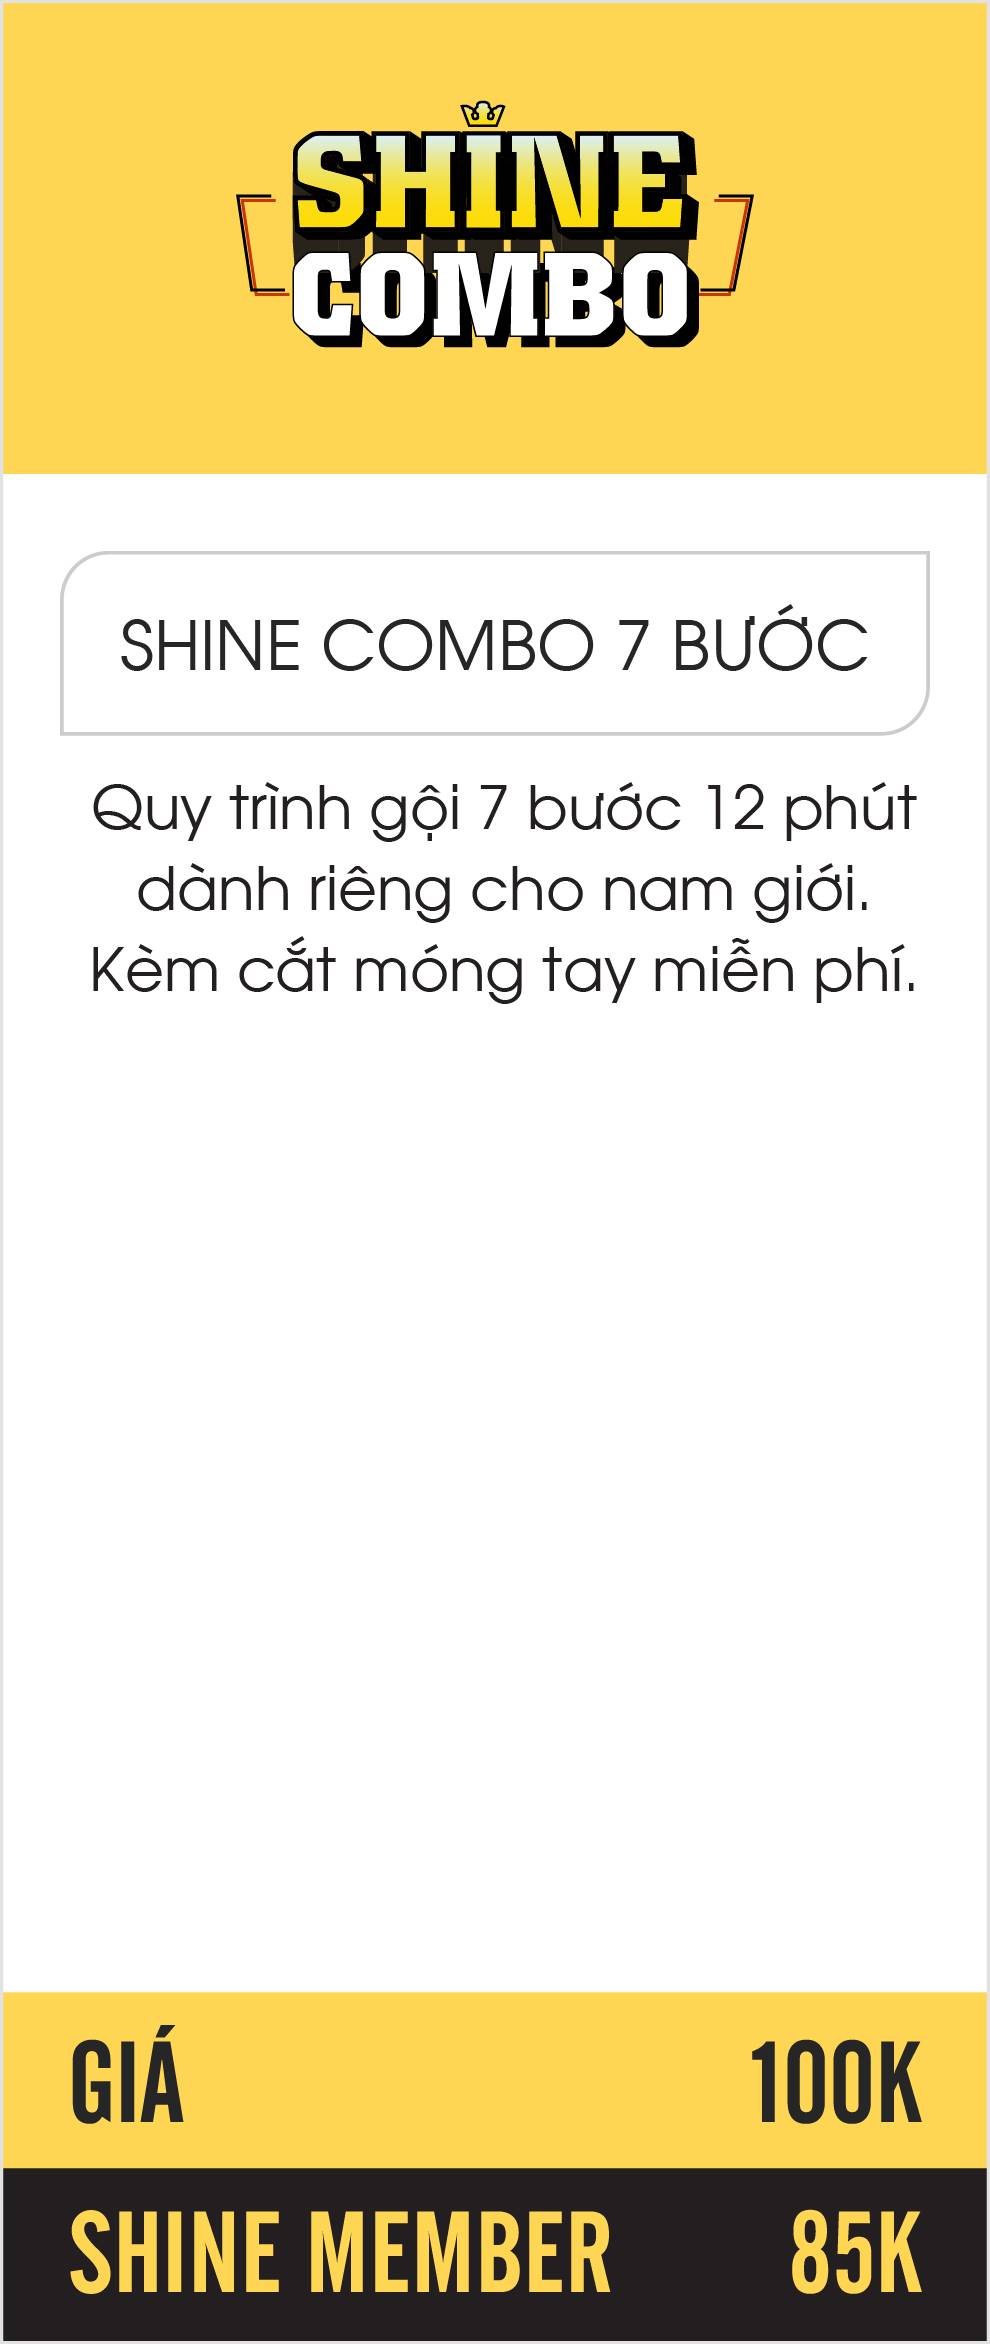 SHINE
COMBO
SHINE COMBO 7 BƯỚC
Quy trình gội 7 bước 12 phút
dành riêng cho nam giới.
Kèm cắt móng tay miễn phí.
GIÁ 100K
SHINE MEMBER 85K